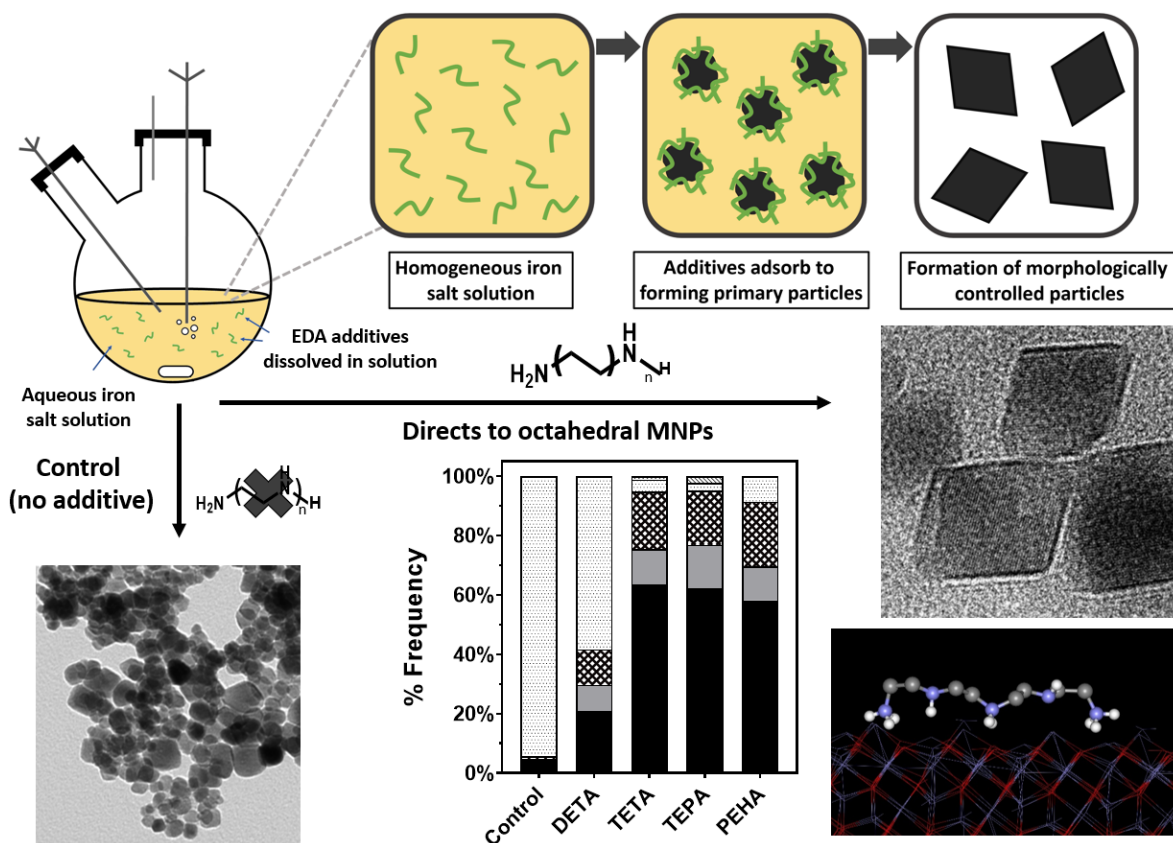 Homogeneous iron
salt solution
Additives adsorb to
forming primary particles
Formation of morphologically
controlled particles
EDA additives
dissolved in solution
Aqueous iron
salt solution
H₂N
H
N
H
n
Directs to octahedral MNPs
Control
(no additive)
H₂N
H
N
H
n
% Frequency
100%
80%
60%
40%
20%
0%
Control
DETA
TETA
TEPA
PEHA